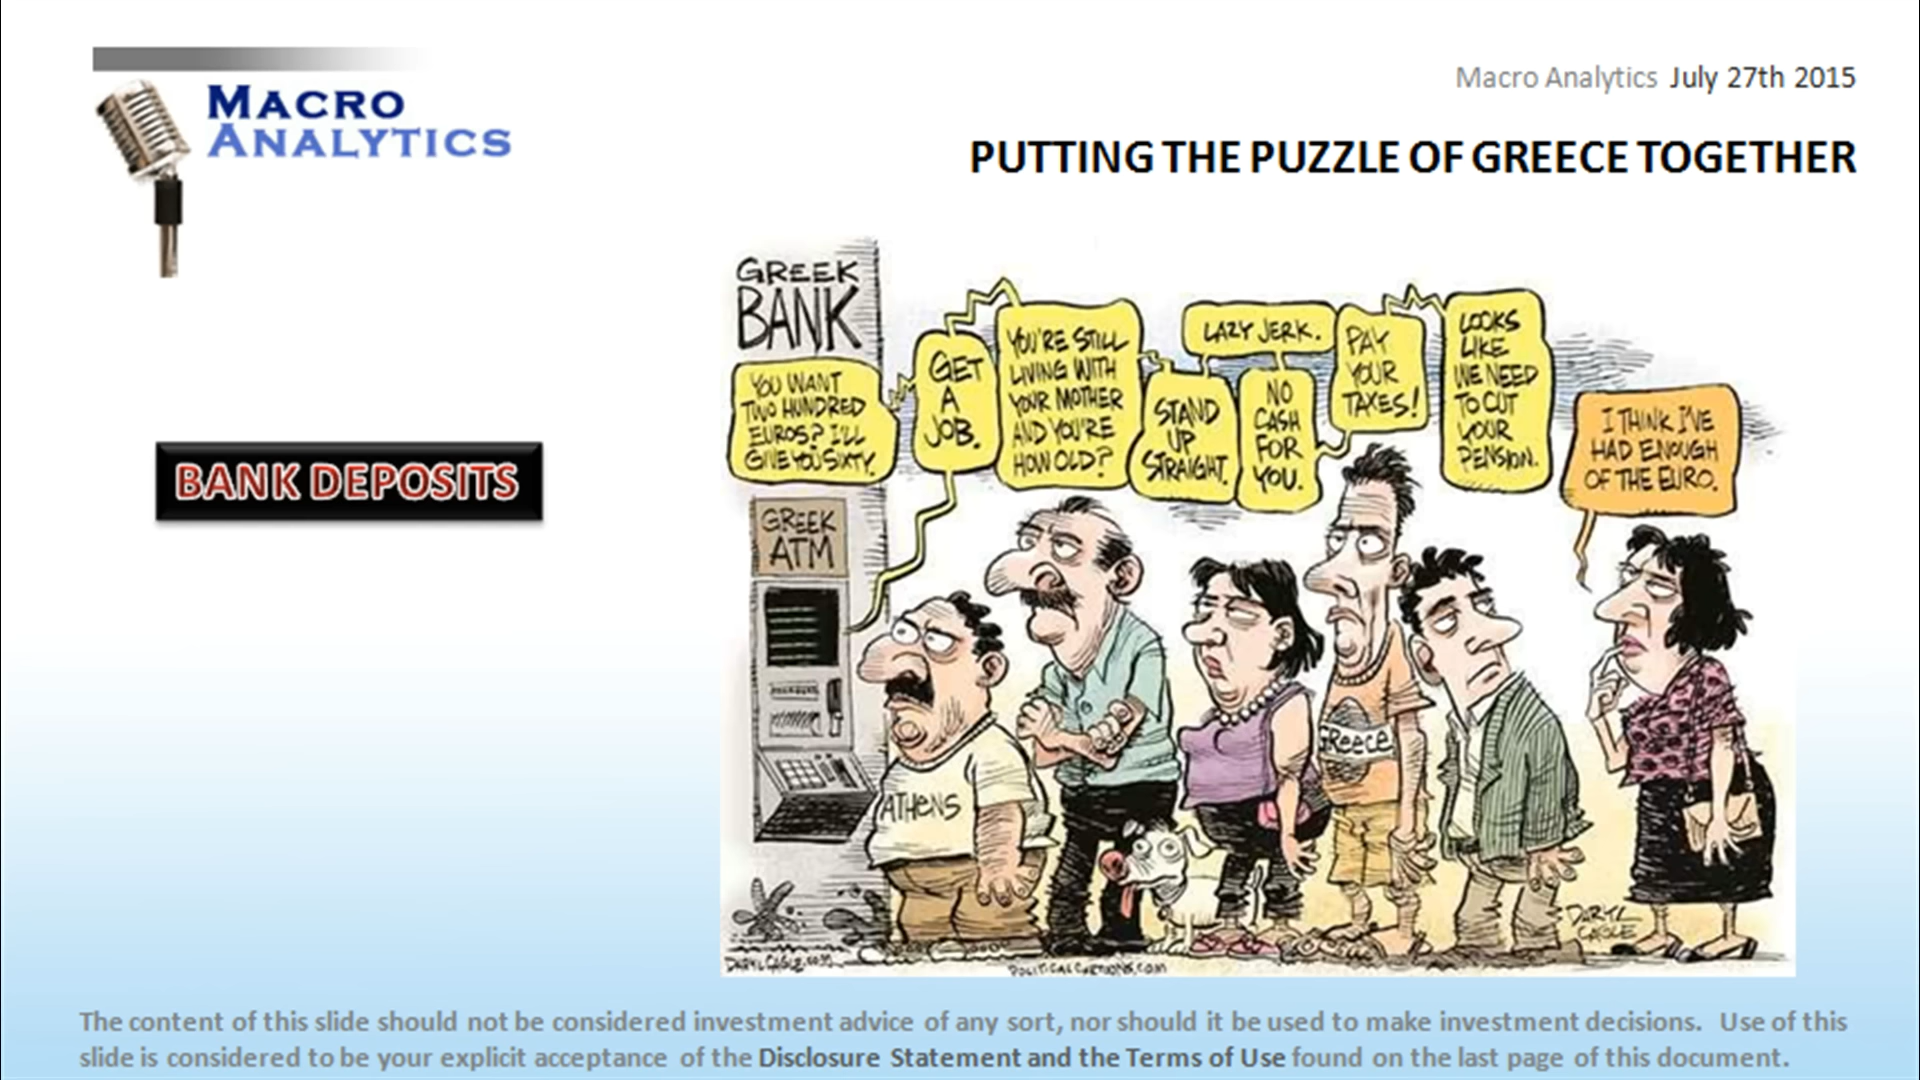 MACRO
ANALYTICS
Macro Analytics July 27th 2015
PUTTING THE PUZZLE OF GREECE TOGETHER
BANK DEPOSITS
GREEK
BANK
YOU WANT
TWO HUNDRED
EUROS? I'LL
GIVE YOU SIXTY.
GET
A
JOB.
YOU'RE STILL
LIVING WITH
YOUR MOTHER
AND YOU'RE
HOW OLD?
STAND
UP
STRAIGHT.
LAZY JERK.
NO
CASH
FOR
YOU.
PAY
YOUR
TAXES!
LOOKS
LIKE
WE NEED
TO CUT
YOUR
PENSION.
I THINK I'VE
HAD ENOUGH
OF THE EURO.
GREEK
ATM
ATHENS
GREECE
DARYL
CAGLE
DARYLCAGLE.COM
POLITICALCARTOONS.COM
The content of this slide should not be considered investment advice of any sort, nor should it be used to make investment decisions. Use of this
slide is considered to be your explicit acceptance of the Disclosure Statement and the Terms of Use found on the last page of this document.